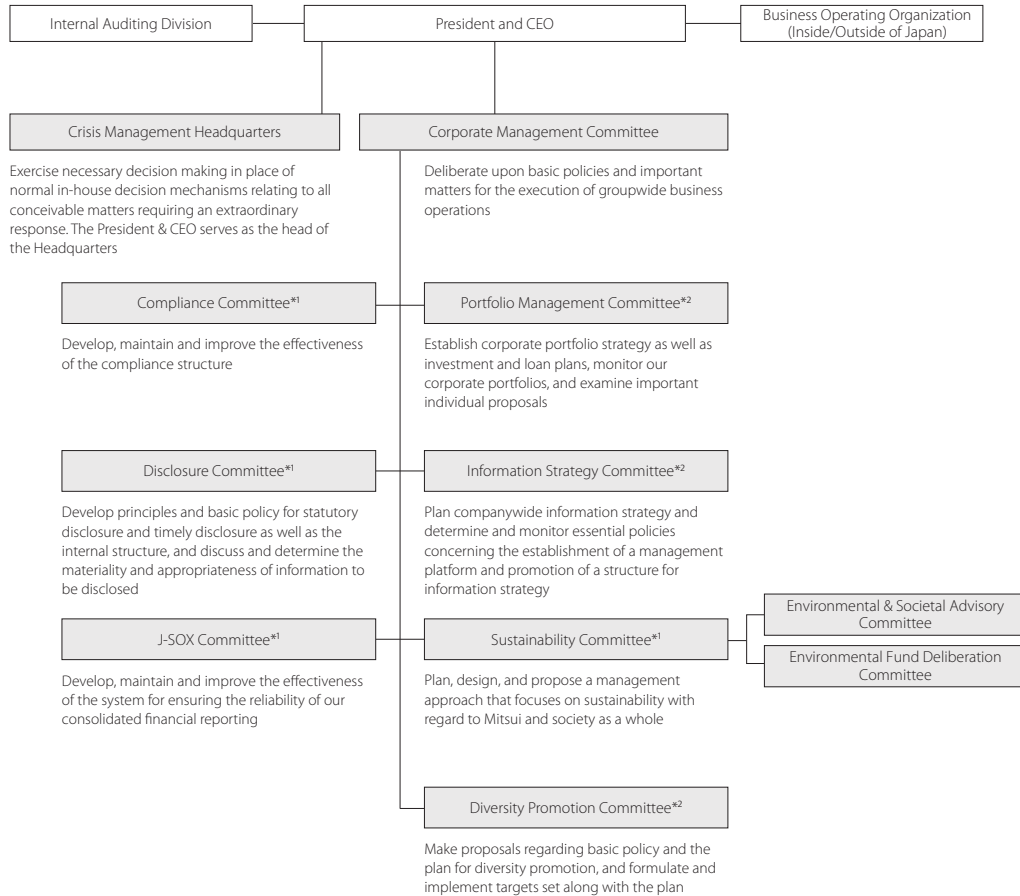 Internal Auditing Division
President and CEO
Business Operating Organization
(Inside/Outside of Japan)
Crisis Management Headquarters
Exercise necessary decision making in place of
normal in-house decision mechanisms relating to all
conceivable matters requiring an extraordinary
response. The President & CEO serves as the head of
the Headquarters
Corporate Management Committee
Deliberate upon basic policies and important
matters for the execution of groupwide business
operations
Compliance Committee*1
Develop, maintain and improve the effectiveness
of the compliance structure
Portfolio Management Committee*2
Establish corporate portfolio strategy as well as
investment and loan plans, monitor our
corporate portfolios, and examine important
individual proposals
Disclosure Committee*1
Develop principles and basic policy for statutory
disclosure and timely disclosure as well as the
internal structure, and discuss and determine the
materiality and appropriateness of information to
be disclosed
Information Strategy Committee*2
Plan companywide information strategy and
determine and monitor essential policies
concerning the establishment of a management
platform and promotion of a structure for
information strategy
J-SOX Committee*1
Develop, maintain and improve the effectiveness
of the system for ensuring the reliability of our
consolidated financial reporting
Sustainability Committee*1
Plan, design, and propose a management
approach that focuses on sustainability with
regard to Mitsui and society as a whole
Environmental & Societal Advisory
Committee
Environmental Fund Deliberation
Committee
Diversity Promotion Committee*2
Make proposals regarding basic policy and the
plan for diversity promotion, and formulate and
implement targets set along with the plan